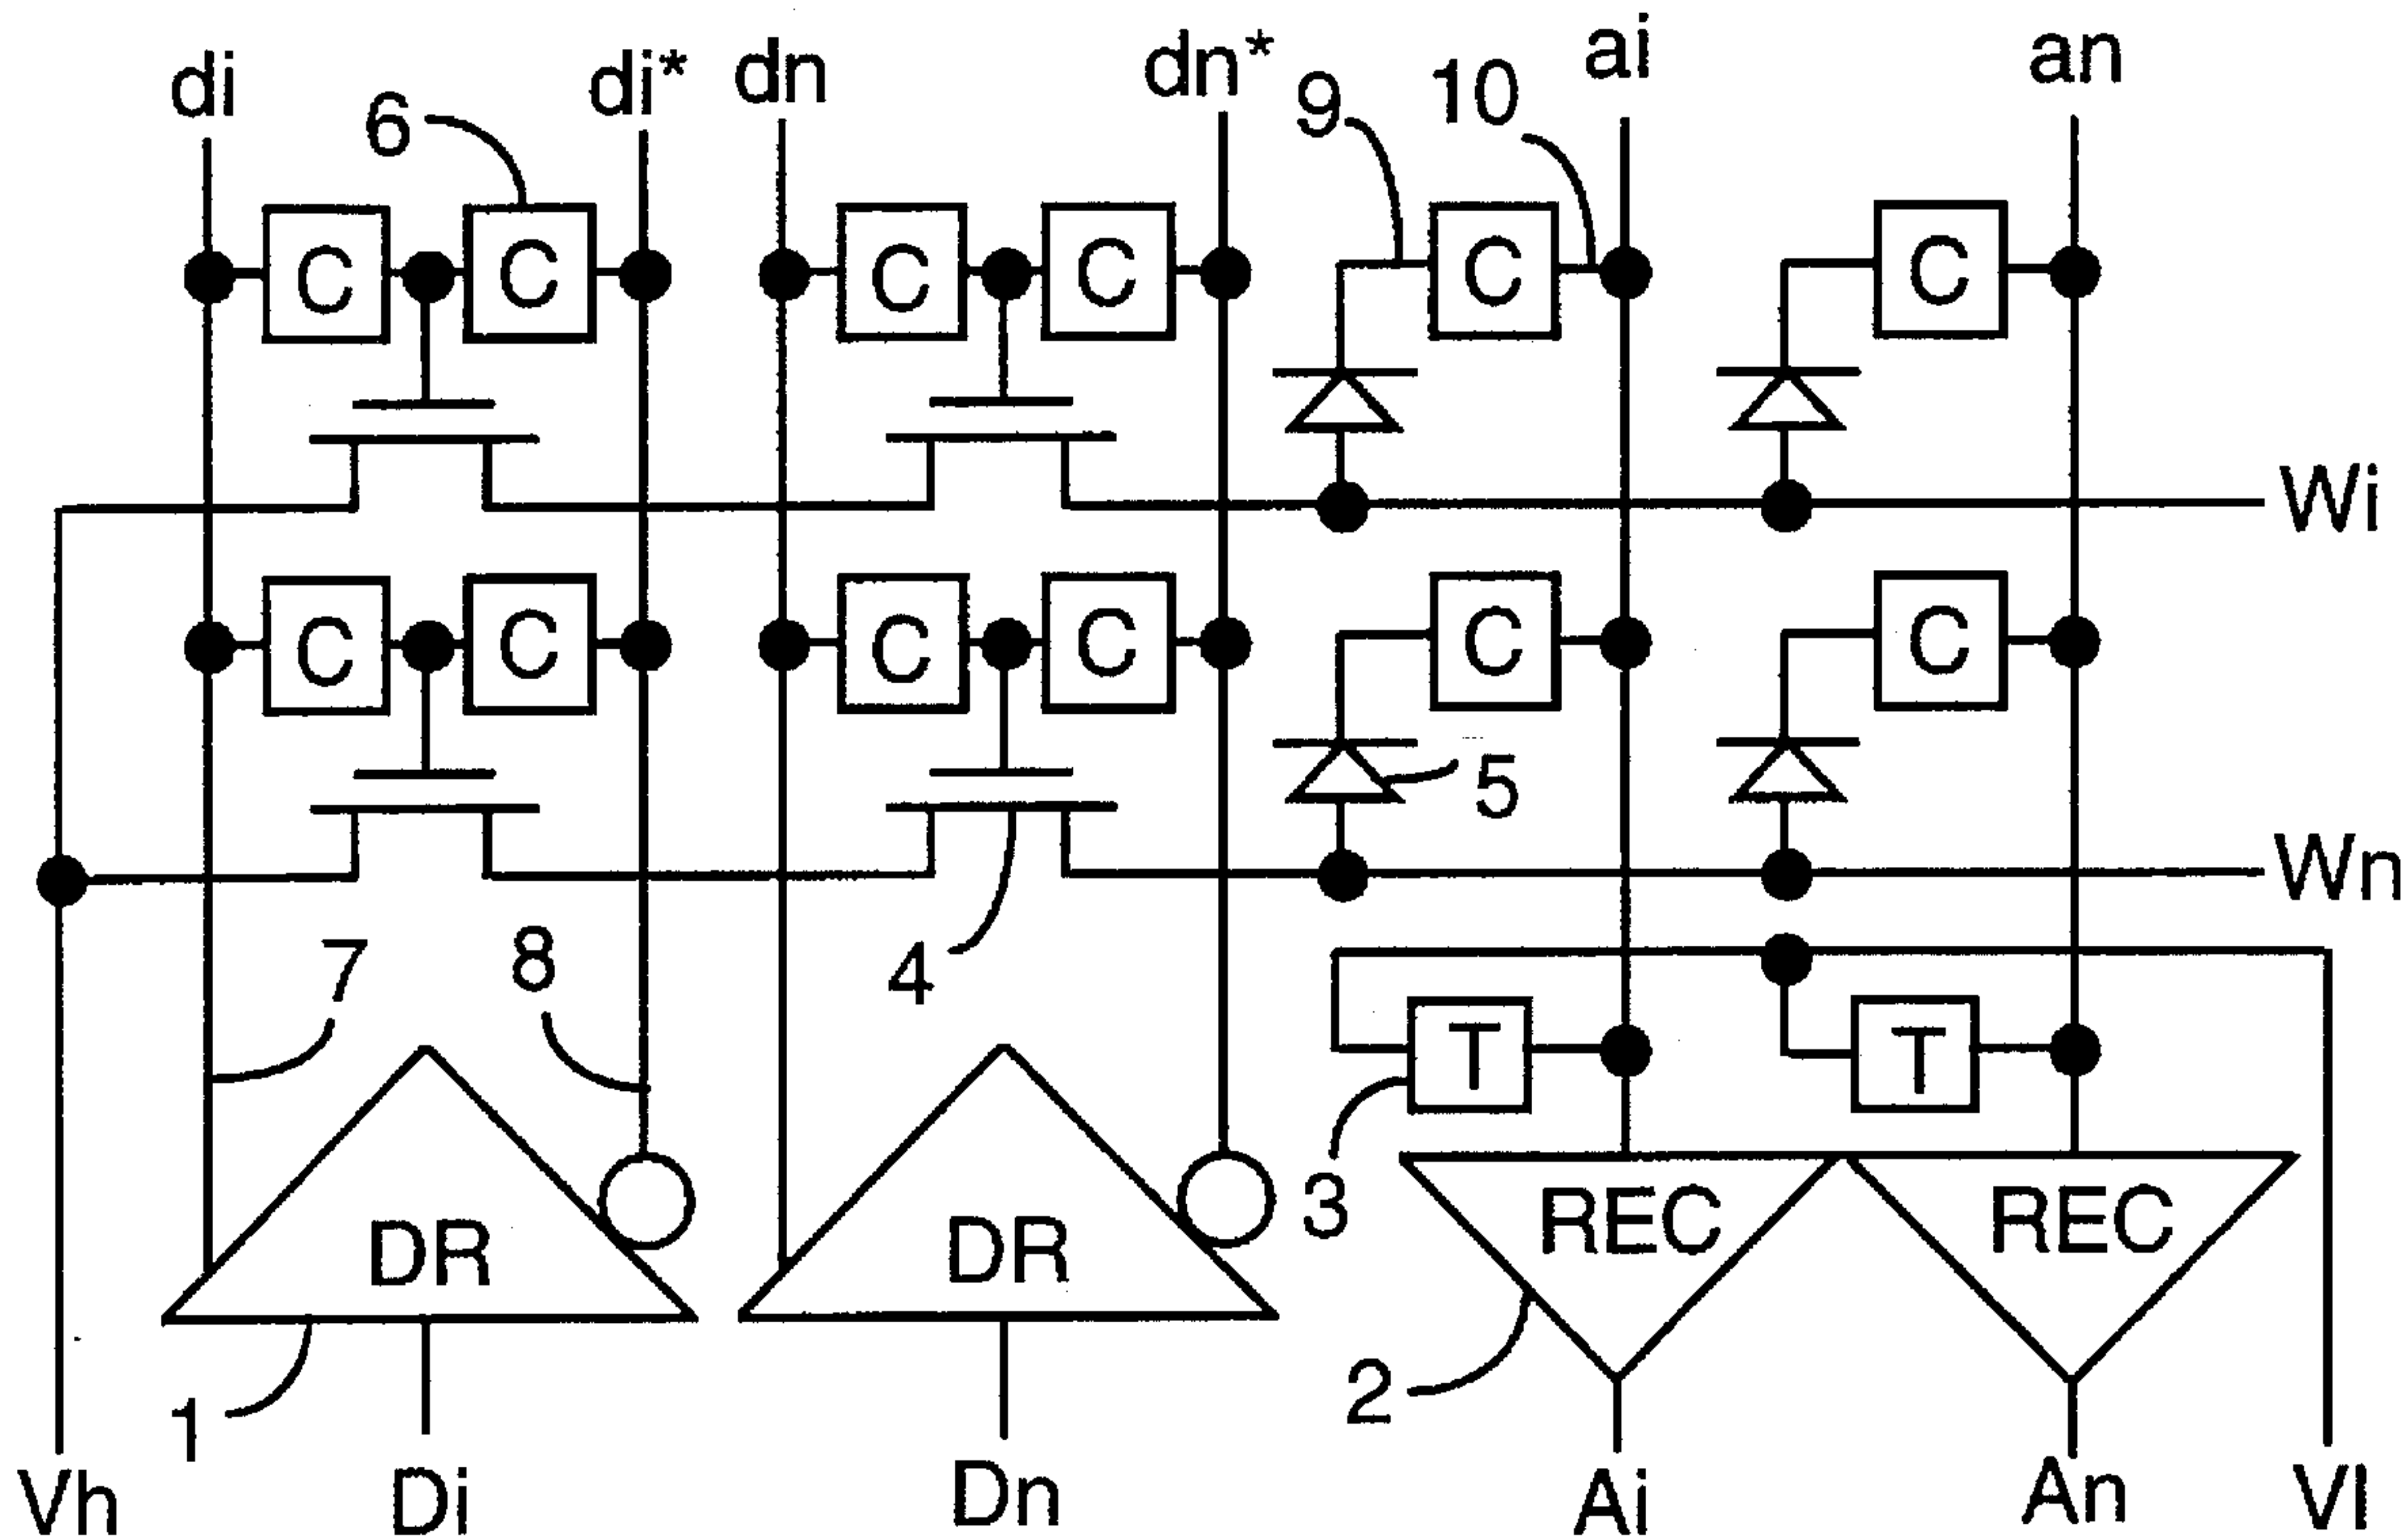 di 6 di* dn dn* 9 10 ai an
C C C C C C
Wi
C C C C C C
5
Wn
7 8 4
T T
3
DR DR REC REC
1 2
Vh Di Dn Ai An Vl